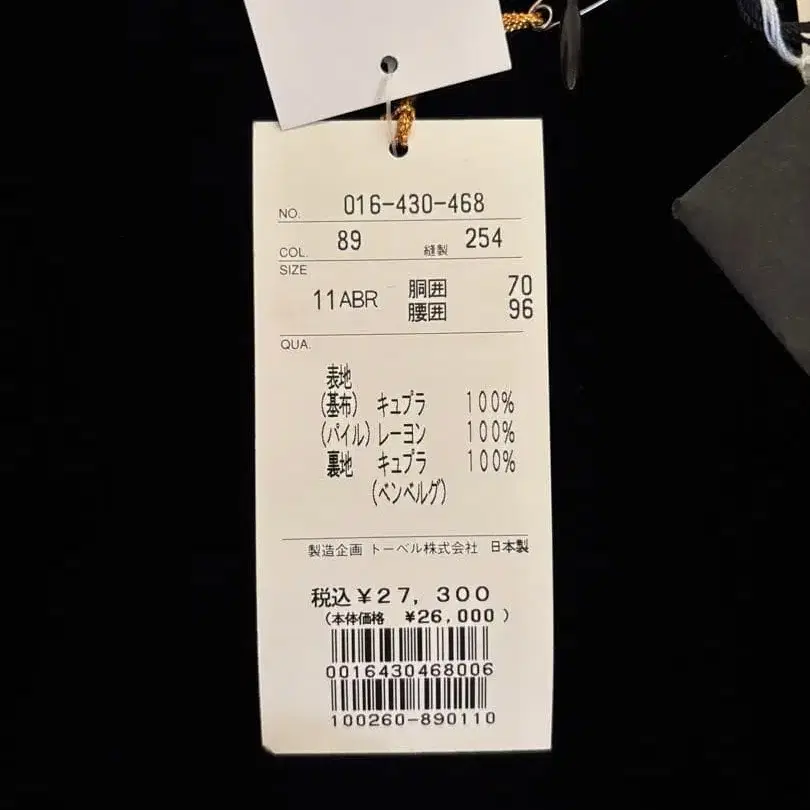 NO. 016-430-468
COL. 89 縫製 254
SIZE
11ABR 胴囲 70
腰囲 96
QUA.
表地
(基布) キュプラ 100%
(パイル) レーヨン 100%
裏地 キュプラ 100%
(ベンベルグ)
製造企画 トーベル株式会社 日本製
税込¥27,300
(本体価格 ¥26,000)
0016430468006
100260-890110